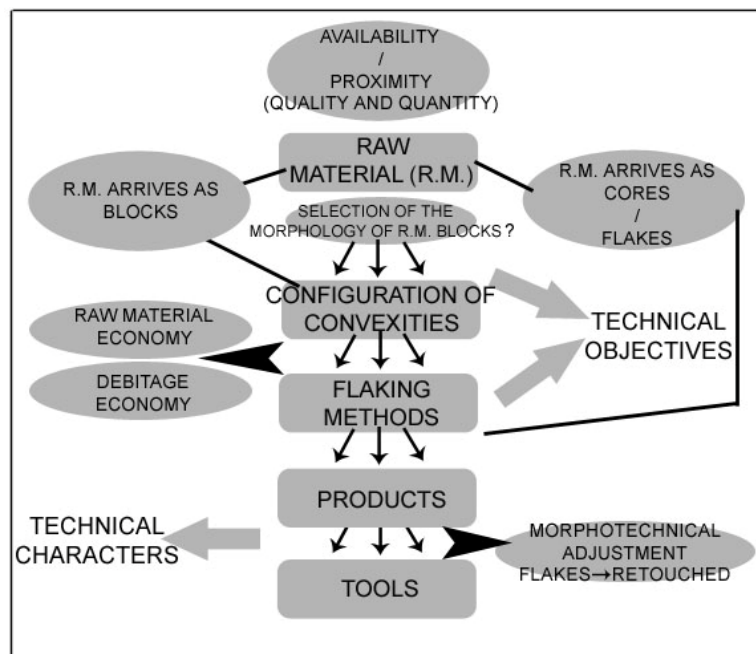 AVAILABILITY
/
PROXIMITY
(QUALITY AND QUANTITY)
RAW
MATERIAL (R.M.)
R.M. ARRIVES AS
BLOCKS
R.M. ARRIVES AS
CORES
/
FLAKES
SELECTION OF THE
MORPHOLOGY OF R.M. BLOCKS?
CONFIGURATION OF
CONVEXITIES
RAW MATERIAL
ECONOMY
DEBITAGE
ECONOMY
TECHNICAL
OBJECTIVES
FLAKING
METHODS
PRODUCTS
TECHNICAL
CHARACTERS
MORPHOTECHNICAL
ADJUSTMENT
FLAKES→RETOUCHED
TOOLS